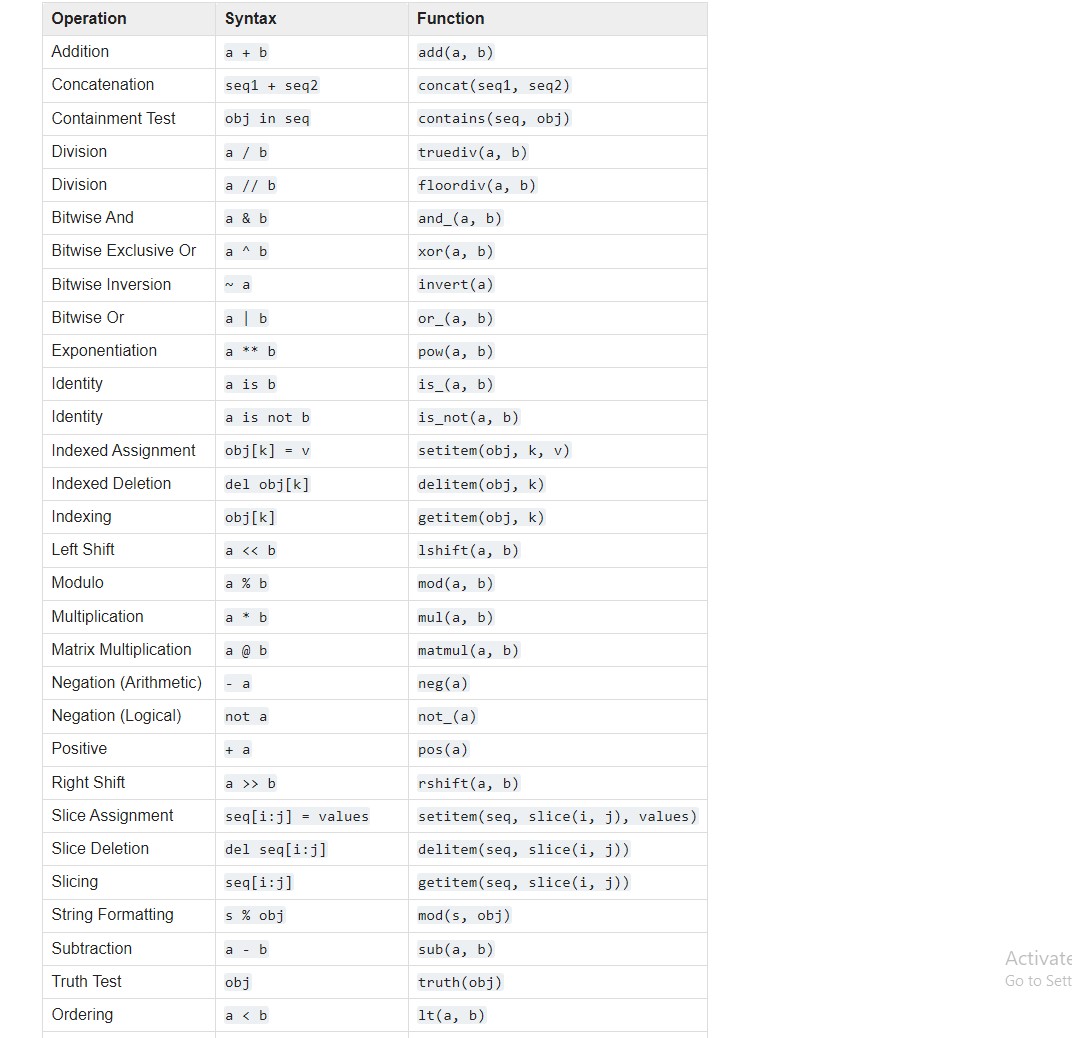 Operation Syntax Function
Addition a + b add(a, b)
Concatenation seq1 + seq2 concat(seq1, seq2)
Containment Test obj in seq contains(seq, obj)
Division a / b truediv(a, b)
Division a // b floordiv(a, b)
Bitwise And a & b and_(a, b)
Bitwise Exclusive Or a ^ b xor(a, b)
Bitwise Inversion ~ a invert(a)
Bitwise Or a | b or_(a, b)
Exponentiation a ** b pow(a, b)
Identity a is b is_(a, b)
Identity a is not b is_not(a, b)
Indexed Assignment obj[k] = v setitem(obj, k, v)
Indexed Deletion del obj[k] delitem(obj, k)
Indexing obj[k] getitem(obj, k)
Left Shift a << b lshift(a, b)
Modulo a % b mod(a, b)
Multiplication a * b mul(a, b)
Matrix Multiplication a @ b matmul(a, b)
Negation (Arithmetic) - a neg(a)
Negation (Logical) not a not_(a)
Positive + a pos(a)
Right Shift a >> b rshift(a, b)
Slice Assignment seq[i:j] = values setitem(seq, slice(i, j), values)
Slice Deletion del seq[i:j] delitem(seq, slice(i, j))
Slicing seq[i:j] getitem(seq, slice(i, j))
String Formatting s % obj mod(s, obj)
Subtraction a - b sub(a, b)
Truth Test obj truth(obj)
Ordering a < b lt(a, b)
Activate
Go to Sett